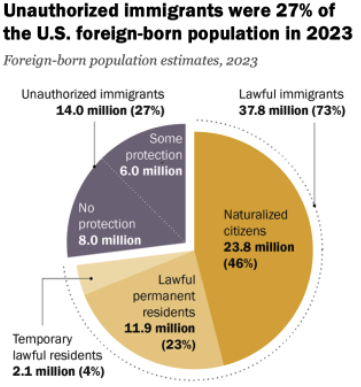 Unauthorized immigrants were 27% of
the U.S. foreign-born population in 2023
Foreign-born population estimates, 2023
Unauthorized immigrants
14.0 million (27%)
Lawful immigrants
37.8 million (73%)
Some
protection
6.0 million
No
protection
8.0 million
Naturalized
citizens
23.8 million
(46%)
Lawful
permanent
residents
11.9 million
(23%)
Temporary
lawful residents
2.1 million (4%)